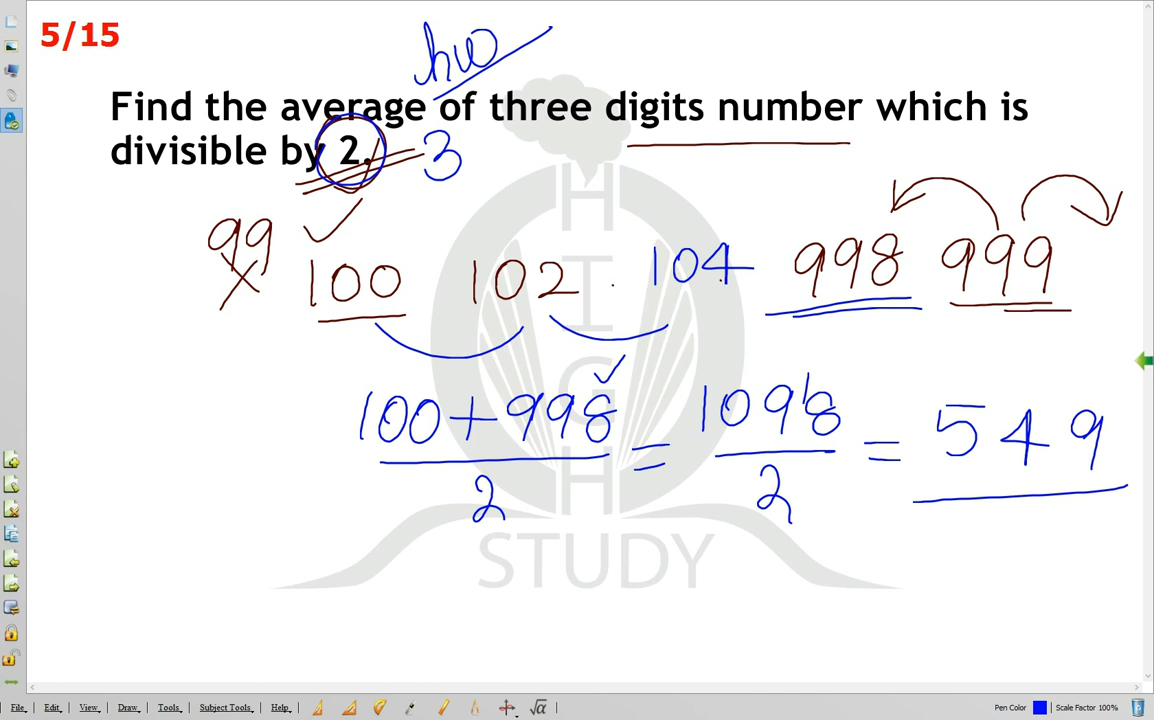 5/15
hw
Find the average of three digits number which is
divisible by 2.
3
99
100 102 . 104 998 999
100+998
2
=
1098
2
= 549
HIGH
STUDY
File Edit View Draw Tools Subject Tools Help
Pen Color Scale Factor 100%